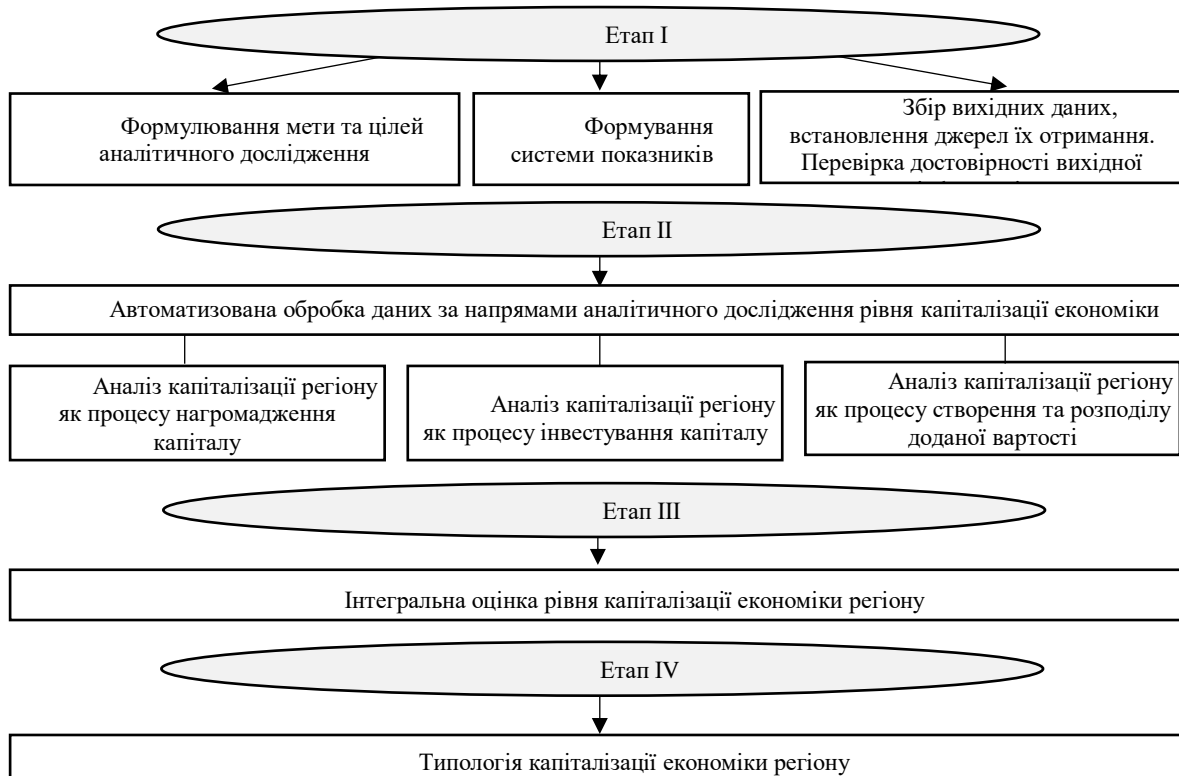 Етап I
Формулювання мети та цілей
аналітичного дослідження
Формування
системи показників
Збір вихідних даних,
встановлення джерел їх отримання.
Перевірка достовірності вихідної
Етап II
Автоматизована обробка даних за напрямами аналітичного дослідження рівня капіталізації економіки
Аналіз капіталізації регіону
як процесу нагромадження
капіталу
Аналіз капіталізації регіону
як процесу інвестування капіталу
Аналіз капіталізації регіону
як процесу створення та розподілу
доданої вартості
Етап III
Інтегральна оцінка рівня капіталізації економіки регіону
Етап IV
Типологія капіталізації економіки регіону